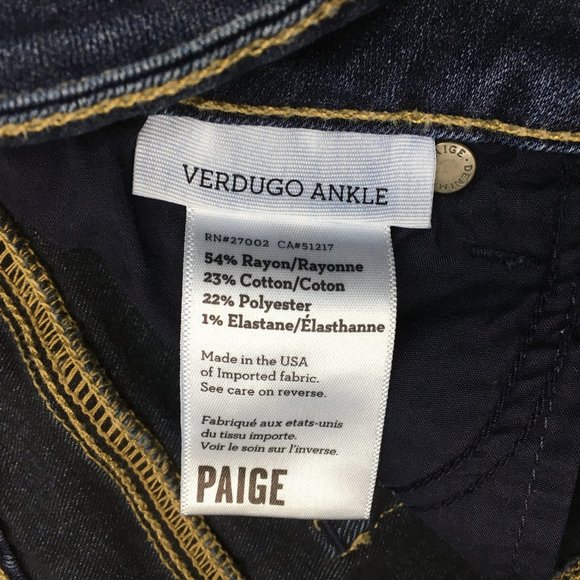 VERDUGO ANKLE
AIGE · DENIM
RN#27002 CA#51217
54% Rayon/Rayonne
23% Cotton/Coton
22% Polyester
1% Elastane/Élasthanne
Made in the USA
of Imported fabric.
See care on reverse.
Fabriqué aux etats-unis
du tissu importe.
Voir le soin sur l'inverse.
PAIGE